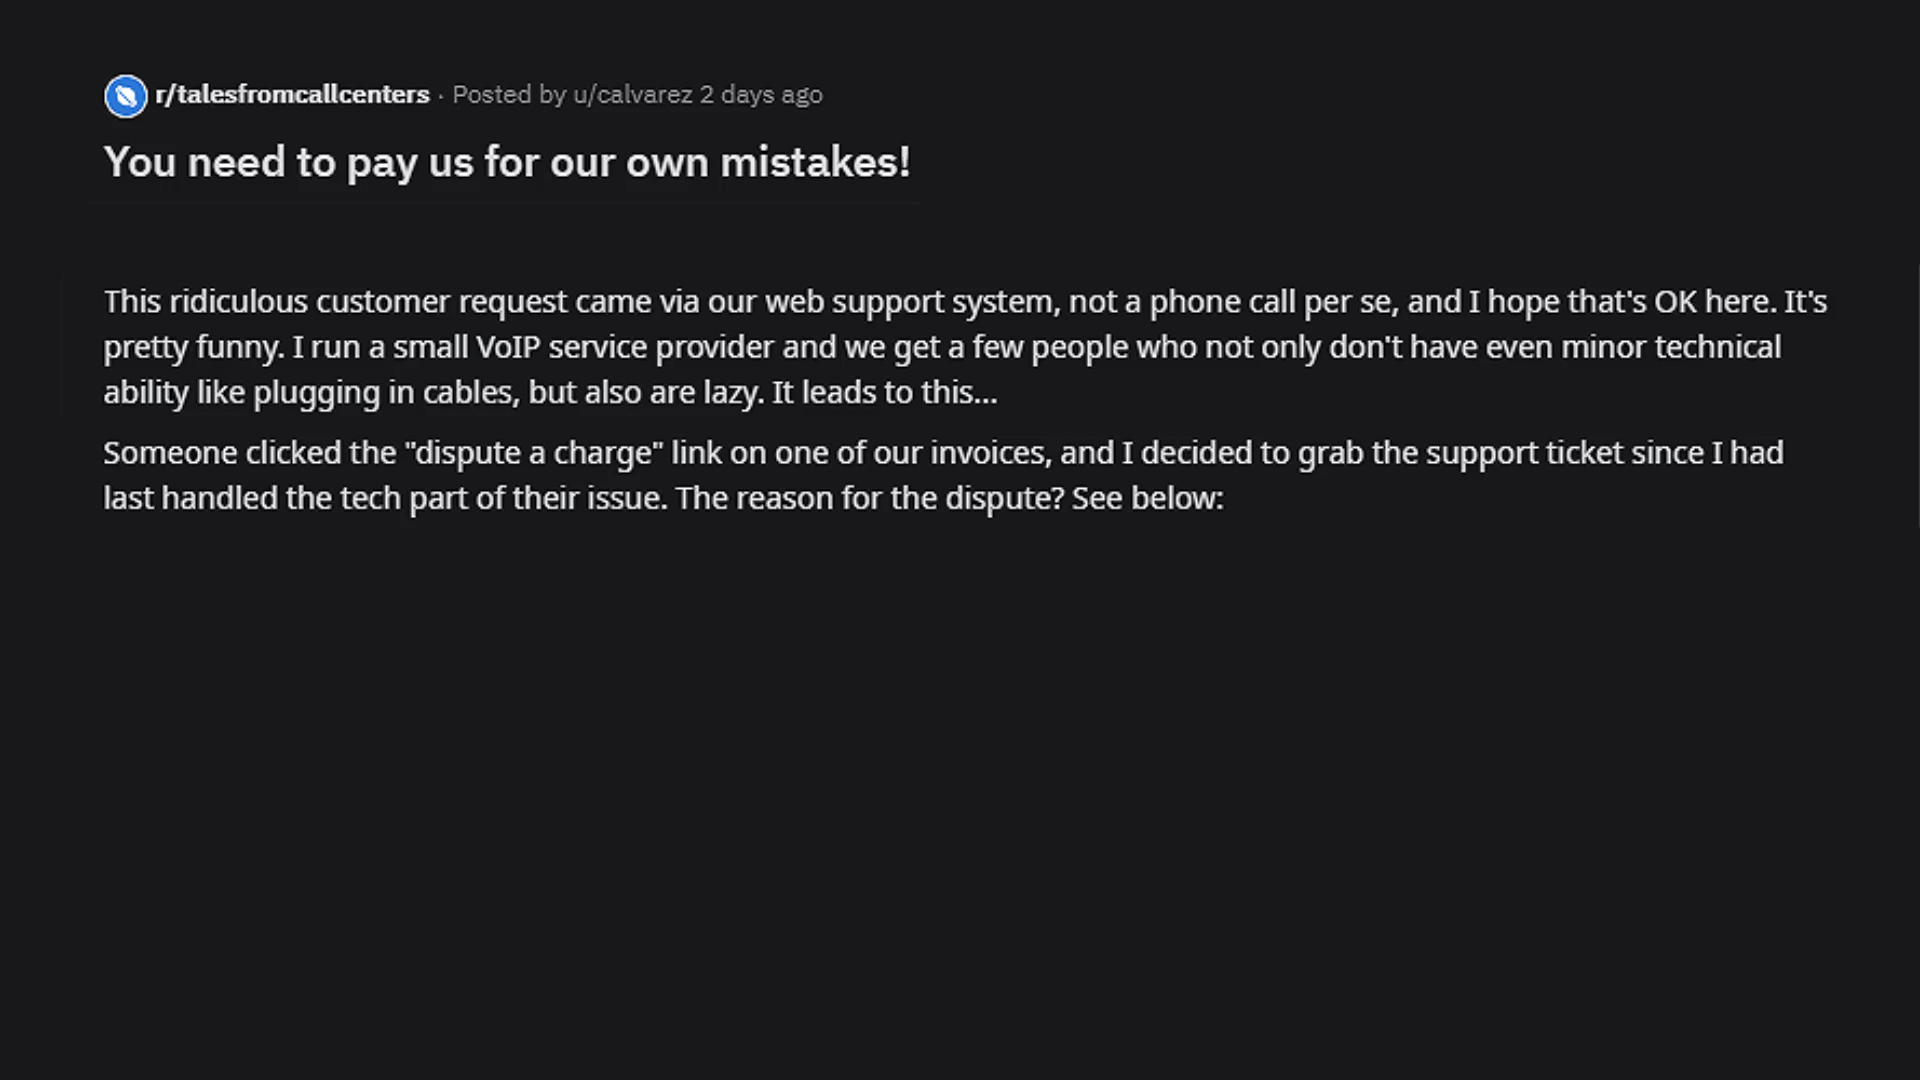 r/talesfromcallcenters · Posted by u/calvarez 2 days ago
You need to pay us for our own mistakes!
This ridiculous customer request came via our web support system, not a phone call per se, and I hope that's OK here. It's
pretty funny. I run a small VoIP service provider and we get a few people who not only don't have even minor technical
ability like plugging in cables, but also are lazy. It leads to this...
Someone clicked the "dispute a charge" link on one of our invoices, and I decided to grab the support ticket since I had
last handled the tech part of their issue. The reason for the dispute? See below: